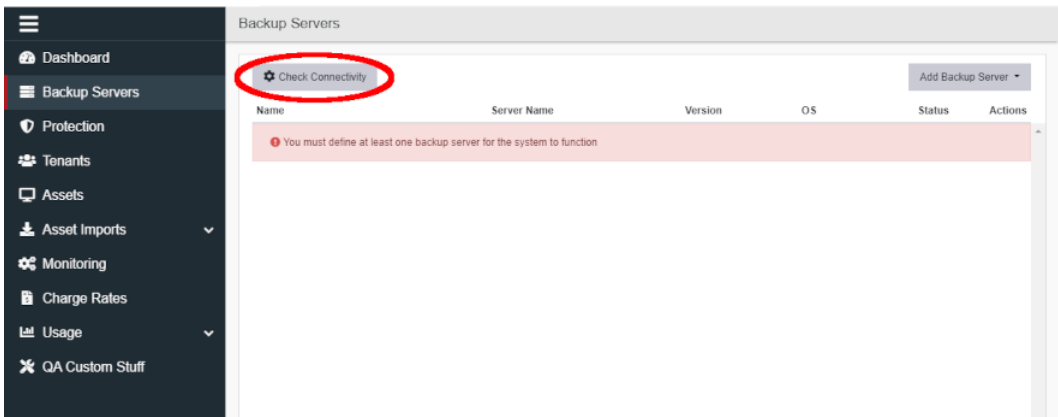 Backup Servers
Dashboard
Backup Servers
Protection
Tenants
Assets
Asset Imports
Monitoring
Charge Rates
Usage
QA Custom Stuff
Check Connectivity
Add Backup Server
Name Server Name Version OS Status Actions
You must define at least one backup server for the system to function